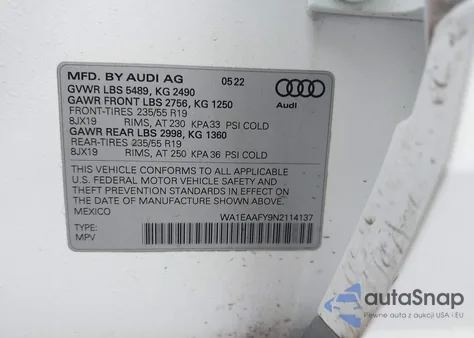 MFD. BY AUDI AG 05 22
GVWR LBS 5489, KG 2490
GAWR FRONT LBS 2756, KG 1250
FRONT-TIRES 235/55 R19
8JX19 RIMS, AT 230 KPA33 PSI COLD
GAWR REAR LBS 2998, KG 1360
REAR-TIRES 235/55 R19
8JX19 RIMS, AT 250 KPA36 PSI COLD
Audi
THIS VEHICLE CONFORMS TO ALL APPLICABLE
U.S. FEDERAL MOTOR VEHICLE SAFETY AND
THEFT PREVENTION STANDARDS IN EFFECT ON
THE DATE OF MANUFACTURE SHOWN ABOVE.
MEXICO WA1EAAFY9N2114137
TYPE:
MPV
autoSnap
Pewne auta z aukcji USA i EU